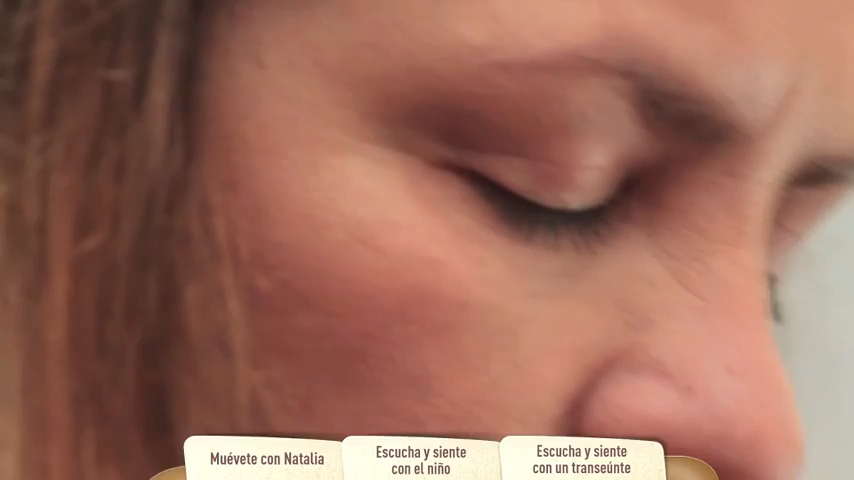 Muévete con Natalia
Escucha y siente
con el niño
Escucha y siente
con un transeúnte